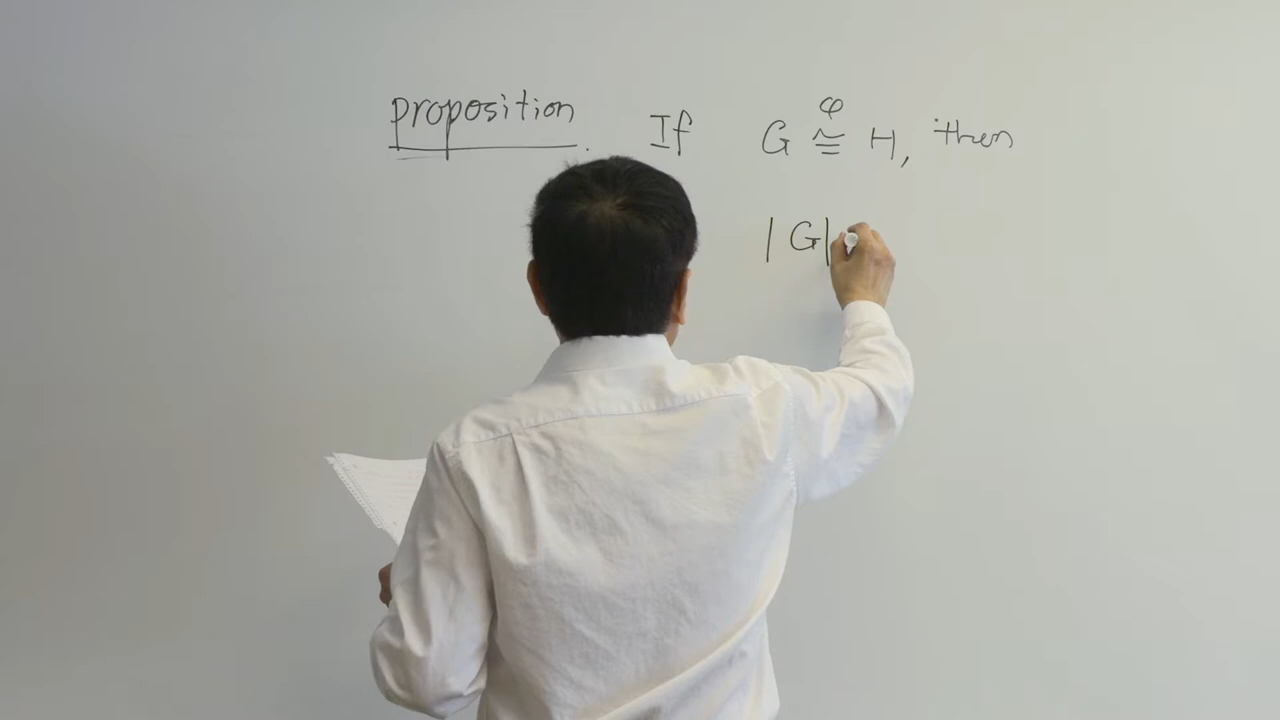 proposition. If G ≅ H, then
φ
|G|